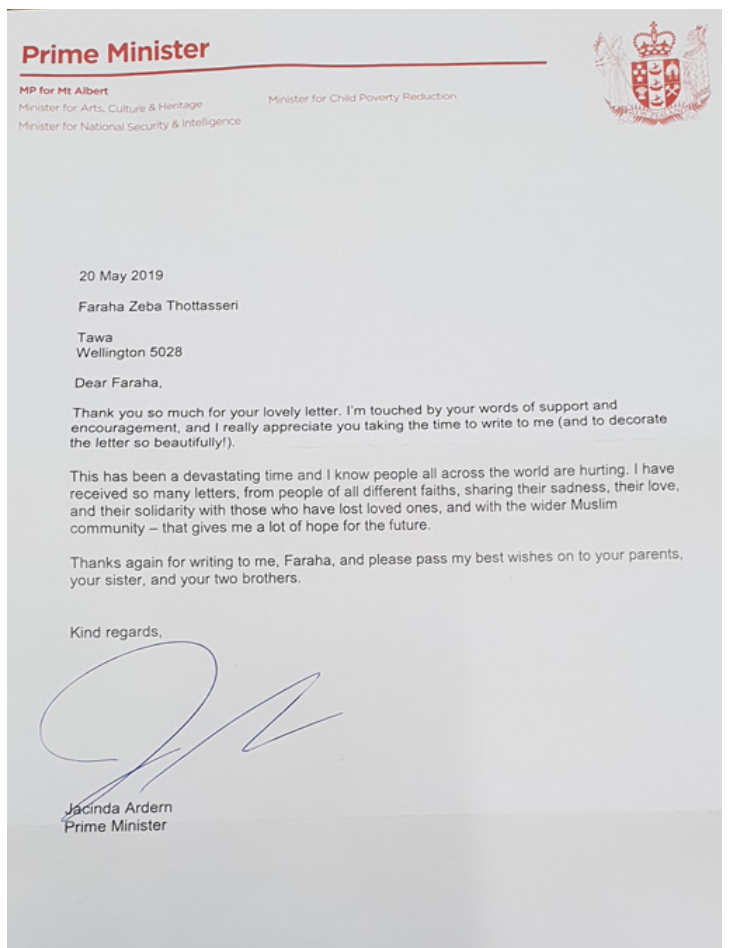 Prime Minister
MP for Mt Albert
Minister for Arts, Culture & Heritage
Minister for Child Poverty Reduction
Minister for National Security & Intelligence
NEW ZEALAND
20 May 2019
Faraha Zeba Thottasseri
Tawa
Wellington 5028
Dear Faraha,
Thank you so much for your lovely letter. I'm touched by your words of support and
encouragement, and I really appreciate you taking the time to write to me (and to decorate
the letter so beautifully!).
This has been a devastating time and I know people all across the world are hurting. I have
received so many letters, from people of all different faiths, sharing their sadness, their love,
and their solidarity with those who have lost loved ones, and with the wider Muslim
community – that gives me a lot of hope for the future.
Thanks again for writing to me, Faraha, and please pass my best wishes on to your parents,
your sister, and your two brothers.
Kind regards,
Jacinda Ardern
Prime Minister